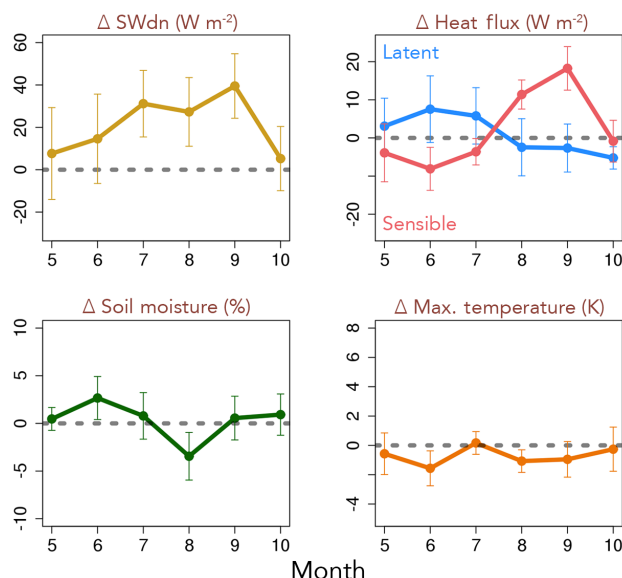 Δ SWdn (W m⁻²)
60
40
20
0
-20
5 6 7 8 9 10
Δ Heat flux (W m⁻²)
Latent
20
10
0
-20
Sensible
5 6 7 8 9 10
Δ Soil moisture (%)
10
5
0
-5
-10
5 6 7 8 9 10
Δ Max. temperature (K)
8
6
4
2
0
-4
5 6 7 8 9 10
Month